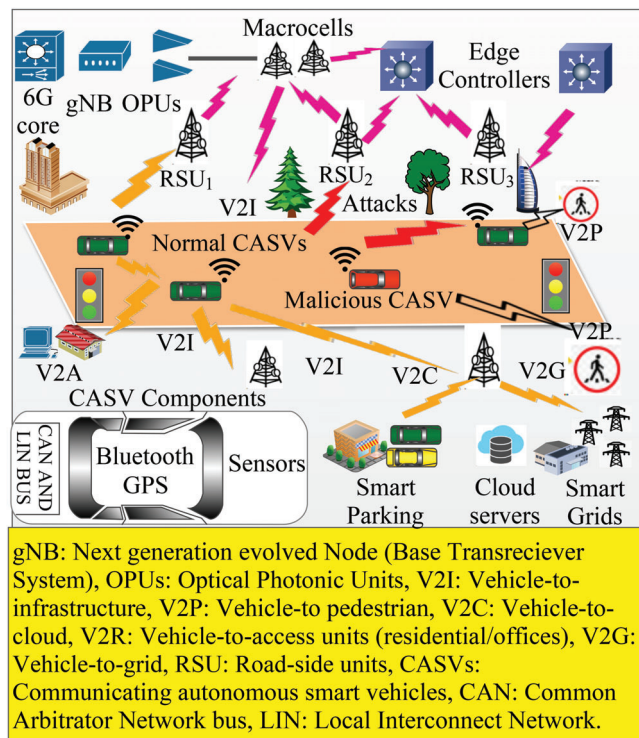 Macrocells
Edge
Controllers
6G
core
gNB OPUs
RSU1
RSU2
RSU3
V2I
Attacks
V2P
Normal CASVs
Malicious CASV
V2P
V2A
V2I
V2I
V2C
V2G
CASV Components
CAN AND
LIN BUS
Bluetooth
GPS
Sensors
Smart
Parking
Cloud
servers
Smart
Grids
gNB: Next generation evolved Node (Base Transreciever
System), OPUs: Optical Photonic Units, V2I: Vehicle-to-
infrastructure, V2P: Vehicle-to pedestrian, V2C: Vehicle-to-
cloud, V2R: Vehicle-to-access units (residential/offices), V2G:
Vehicle-to-grid, RSU: Road-side units, CASVs:
Communicating autonomous smart vehicles, CAN: Common
Arbitrator Network bus, LIN: Local Interconnect Network.